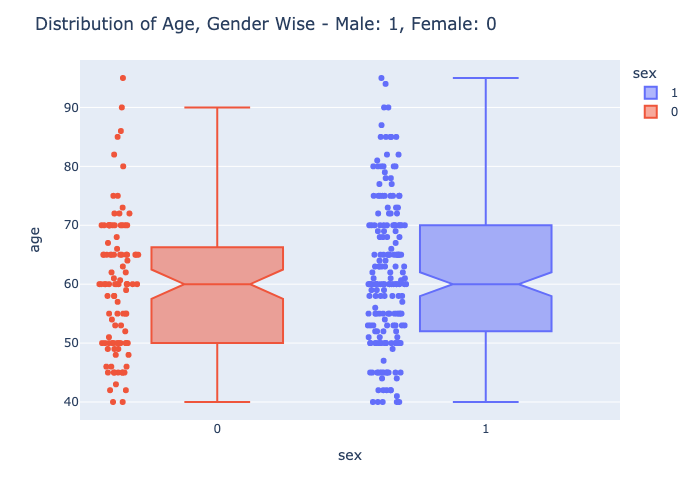 Distribution of Age, Gender Wise - Male: 1, Female: 0
sex
1
0
90
80
70
60
50
40
age
0
1
sex